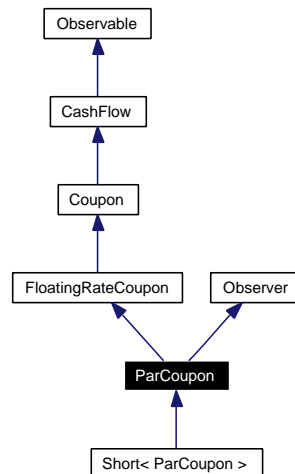 Observable
CashFlow
Coupon
FloatingRateCoupon
Observer
ParCoupon
Short< ParCoupon >